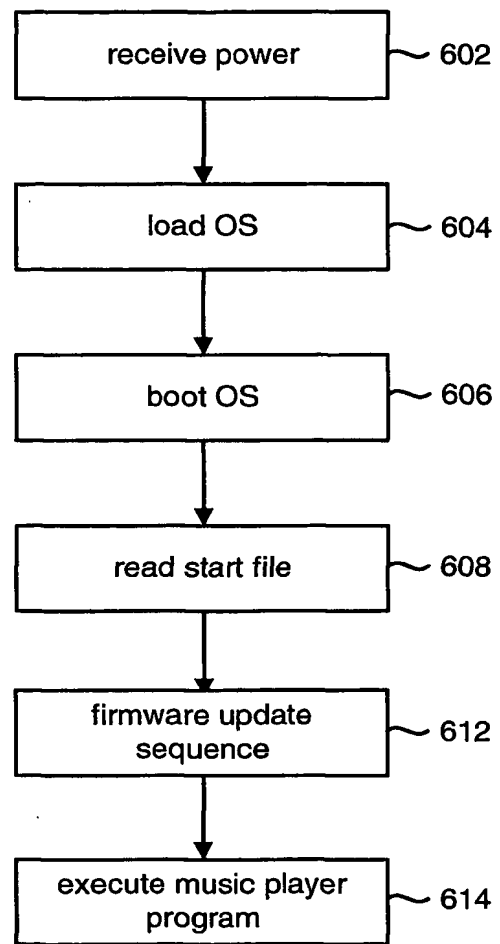 receive power 602
load OS 604
boot OS 606
read start file 608
firmware update
sequence 612
execute music player
program 614